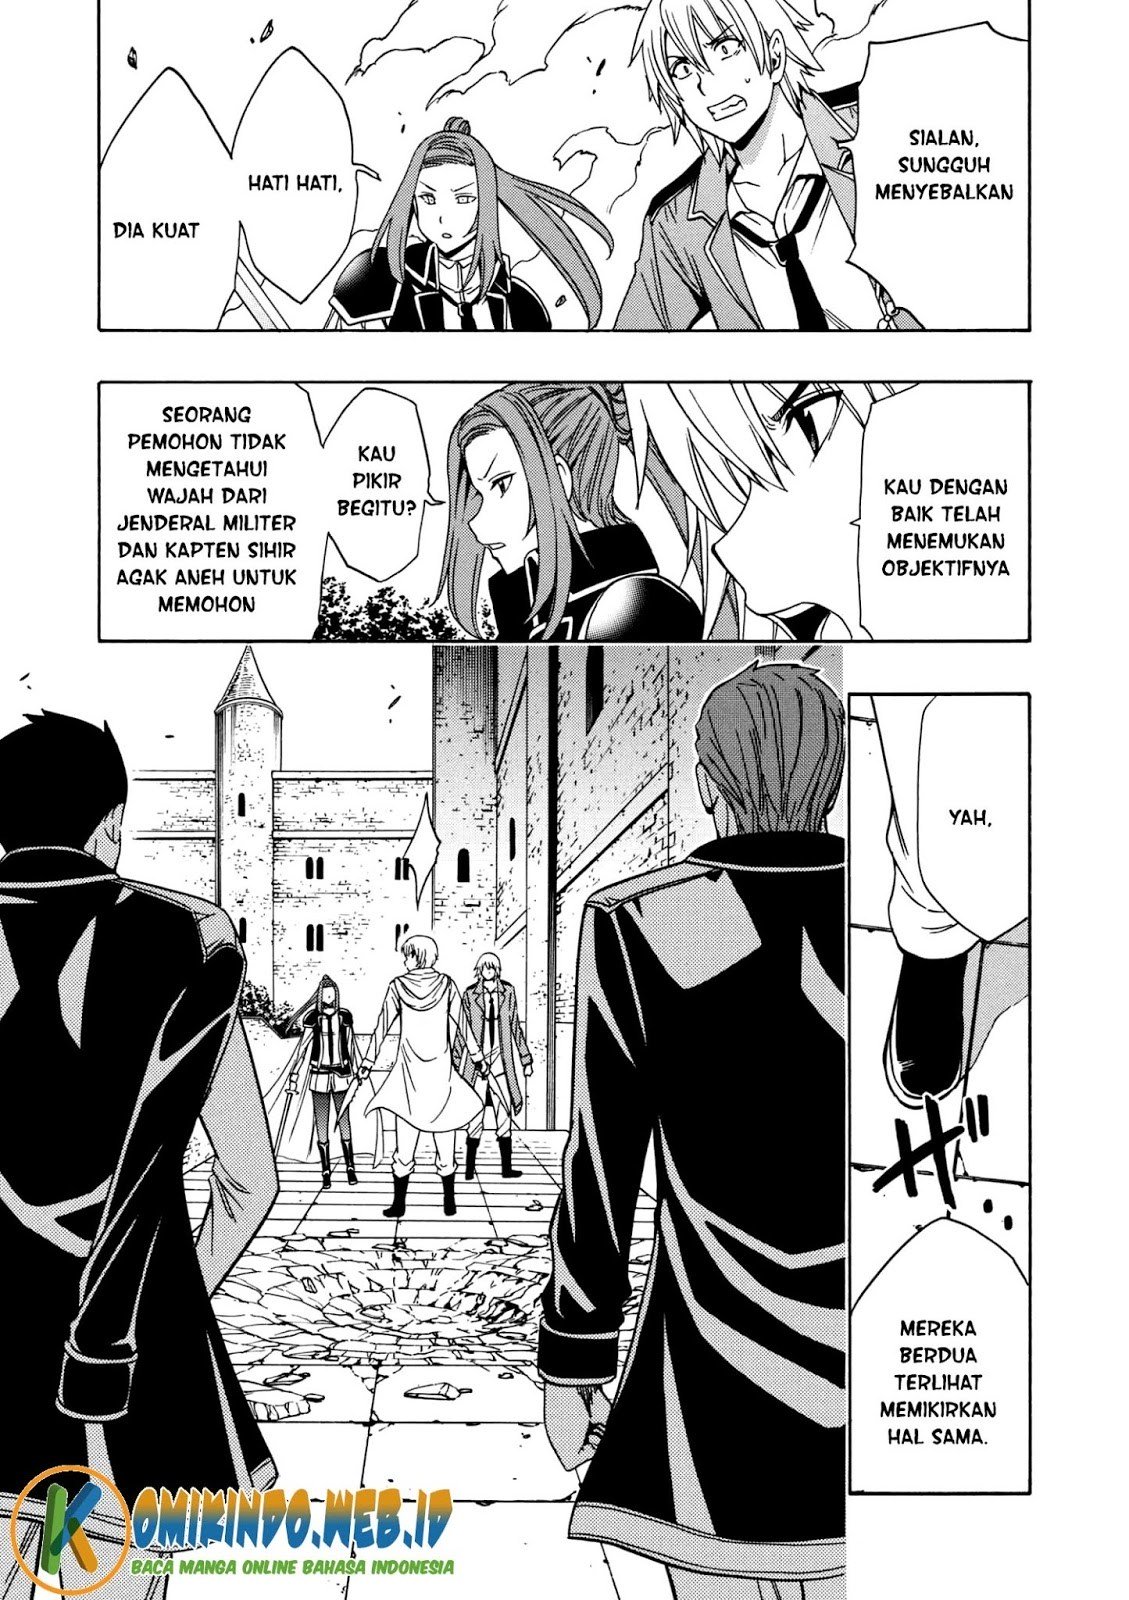 SIALAN,
SUNGGUH
MENYEBALKAN
HATI HATI,
DIA KUAT
KAU DENGAN
BAIK TELAH
MENEMUKAN
OBJEKTIFNYA
KAU
PIKIR
BEGITU?
SEORANG
PEMOHON TIDAK
MENGETAHUI
WAJAH DARI
JENDERAL MILITER
DAN KAPTEN SIHIR
AGAK ANEH UNTUK
MEMOHON
YAH,
ザ
MEREKA
BERDUA
TERLIHAT
MEMIKIRKAN
HAL SAMA.
KOMIKINDO.WEB.ID
BACA MANGA ONLINE BAHASA INDONESIA